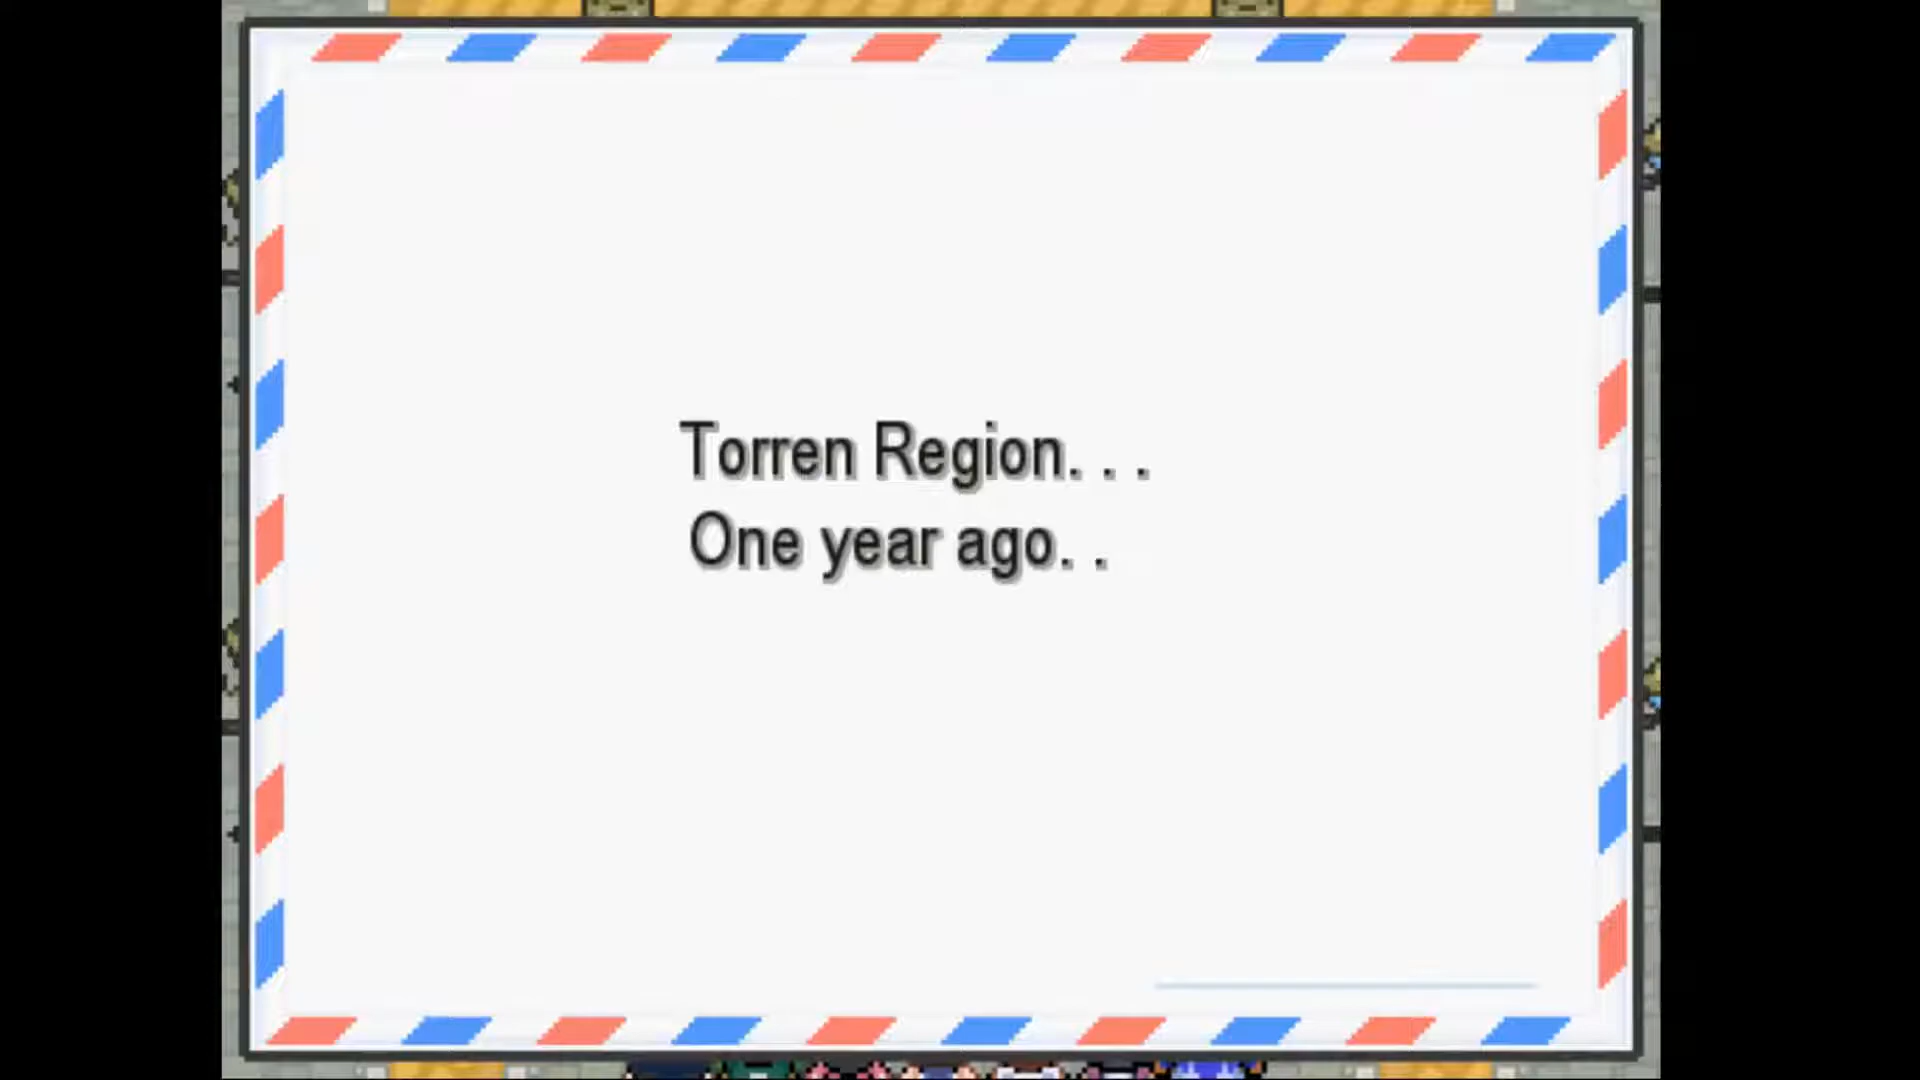 Torren Region. . .
One year ago. .